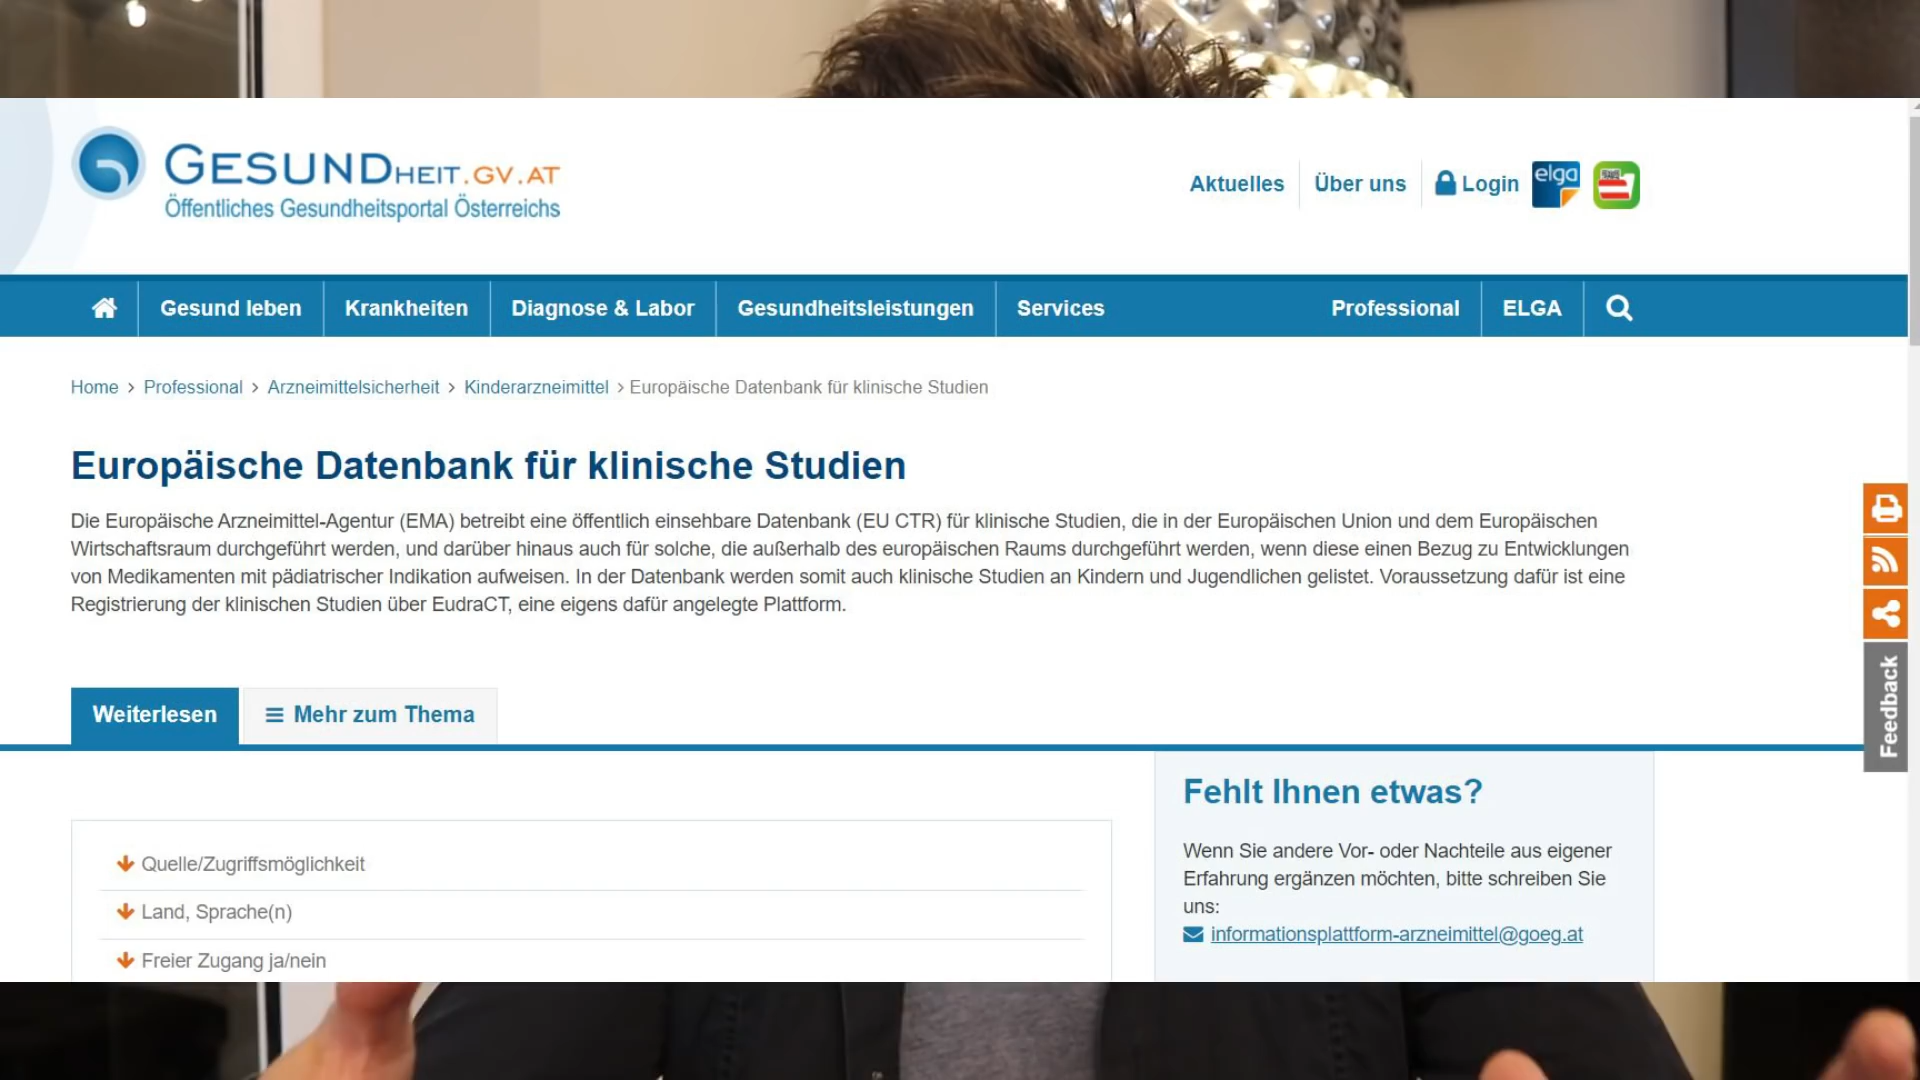 GESUNDHEIT.GV.AT
Öffentliches Gesundheitsportal Österreichs
Aktuelles
Über uns
Login
elga
Gesund leben
Krankheiten
Diagnose & Labor
Gesundheitsleistungen
Services
Professional
ELGA
Home > Professional > Arzneimittelsicherheit > Kinderarzneimittel > Europäische Datenbank für klinische Studien
Europäische Datenbank für klinische Studien
Die Europäische Arzneimittel-Agentur (EMA) betreibt eine öffentlich einsehbare Datenbank (EU CTR) für klinische Studien, die in der Europäischen Union und dem Europäischen
Wirtschaftsraum durchgeführt werden, und darüber hinaus auch für solche, die außerhalb des europäischen Raums durchgeführt werden, wenn diese einen Bezug zu Entwicklungen
von Medikamenten mit pädiatrischer Indikation aufweisen. In der Datenbank werden somit auch klinische Studien an Kindern und Jugendlichen gelistet. Voraussetzung dafür ist eine
Registrierung der klinischen Studien über EudraCT, eine eigens dafür angelegte Plattform.
Feedback
Weiterlesen
Mehr zum Thema
Quelle/Zugriffsmöglichkeit
Land, Sprache(n)
Freier Zugang ja/nein
Fehlt Ihnen etwas?
Wenn Sie andere Vor- oder Nachteile aus eigener
Erfahrung ergänzen möchten, bitte schreiben Sie
uns:
informationsplattform-arzneimittel@goeg.at